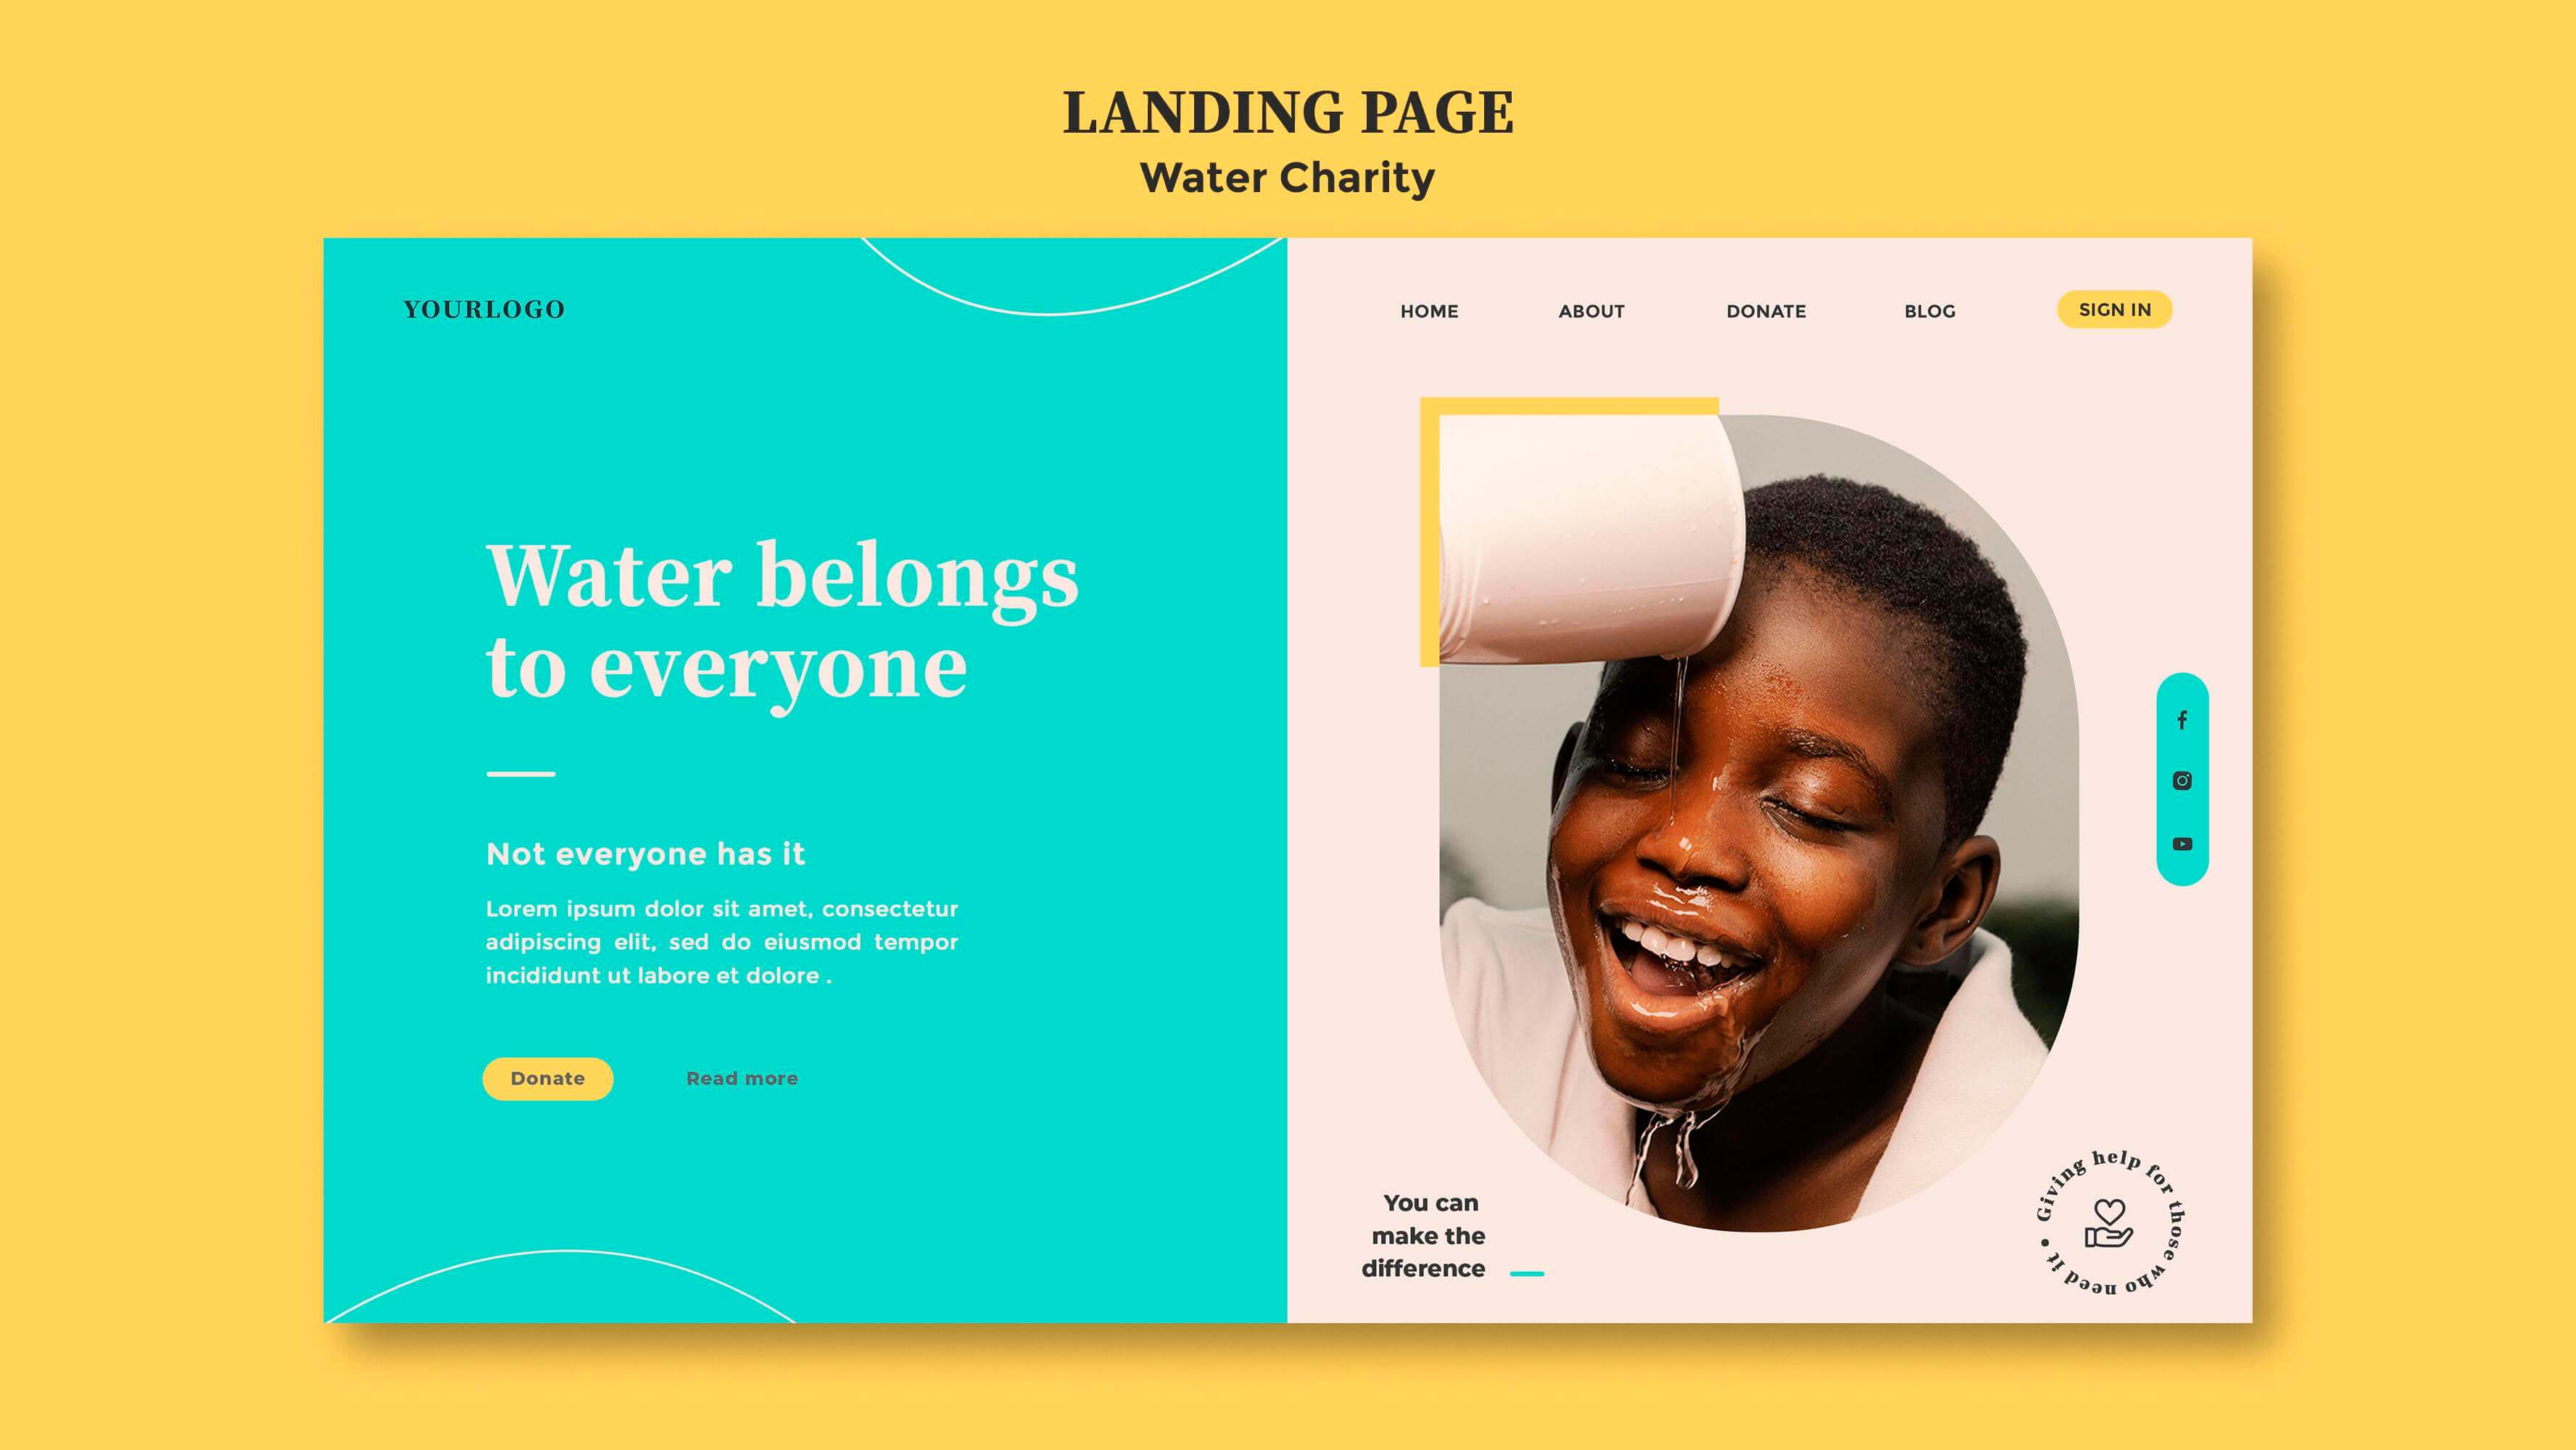 LANDING PAGE
Water Charity
YOURLOGO
HOME ABOUT DONATE BLOG SIGN IN
Water belongs
to everyone
Not everyone has it
Lorem ipsum dolor sit amet, consectetur
adipiscing elit, sed do eiusmod tempor
incididunt ut labore et dolore .
Donate Read more
You can
make the
difference
Giving help for those who need it •